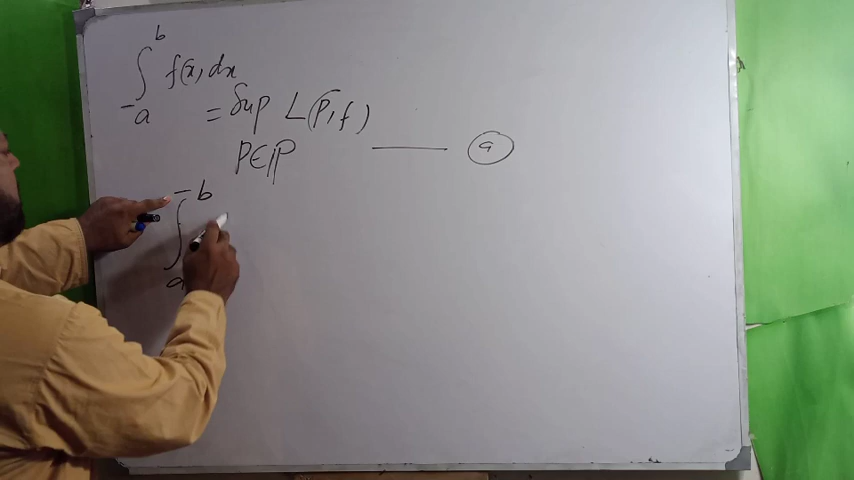 b
∫ f(x) dx
-a = Sup L(P, f)
P∈ℙ —— (a)
- b
∫
a